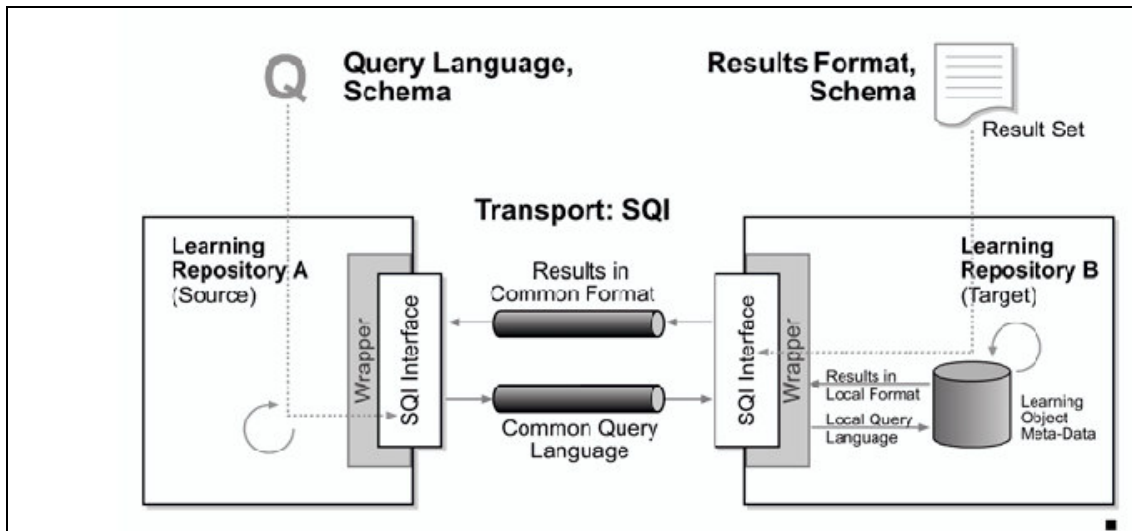 Q
Query Language,
Schema
Results Format,
Schema
Result Set
Transport: SQI
Learning
Repository A
(Source)
Wrapper
SQI Interface
Results in
Common Format
Common Query
Language
SQI Interface
Wrapper
Learning
Repository B
(Target)
Results in
Local Format
Local Query
Language
Learning
Object
Meta-Data